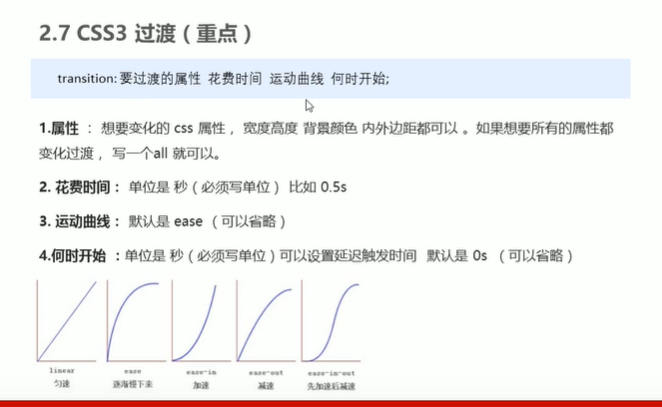 2.7 CSS3 过渡（重点）
transition: 要过渡的属性 花费时间 运动曲线 何时开始;
1.属性 ： 想要变化的 css 属性， 宽度高度 背景颜色 内外边距都可以 。如果想要所有的属性都
变化过渡， 写一个all 就可以。
2. 花费时间： 单位是 秒（必须写单位） 比如 0.5s
3. 运动曲线： 默认是 ease （可以省略）
4.何时开始 ：单位是 秒（必须写单位）可以设置延迟触发时间 默认是 0s （可以省略）
linear ease ease-in ease-out ease-in-out
匀速 逐渐慢下来 加速 减速 先加速后减速